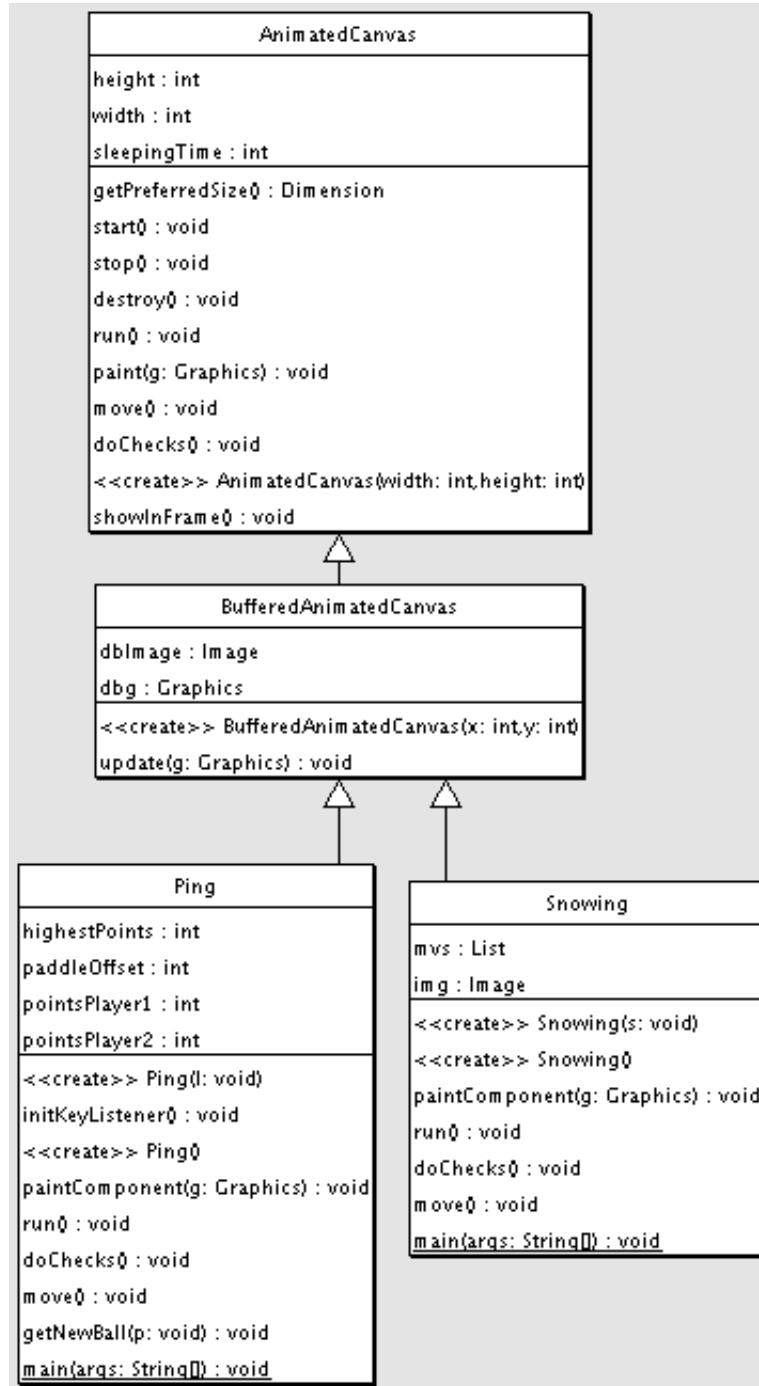 AnimatedCanvas
height : int
width : int
sleepingTime : int
getPreferredSize() : Dimension
start() : void
stop() : void
destroy() : void
run() : void
paint(g: Graphics) : void
move() : void
doChecks() : void
<<create>> AnimatedCanvas(width: int,height: int)
showInFrame() : void
BufferedAnimatedCanvas
dbImage : Image
dbg : Graphics
<<create>> BufferedAnimatedCanvas(x: int,y: int)
update(g: Graphics) : void
Ping
highestPoints : int
paddleOffset : int
pointsPlayer1 : int
pointsPlayer2 : int
<<create>> Ping(l: void)
initKeyListener() : void
<<create>> Ping()
paintComponent(g: Graphics) : void
run() : void
doChecks() : void
move() : void
getNewBall(p: void) : void
main(args: String[]) : void
Snowing
mvs : List
img : Image
<<create>> Snowing(s: void)
<<create>> Snowing()
paintComponent(g: Graphics) : void
run() : void
doChecks() : void
move() : void
main(args: String[]) : void